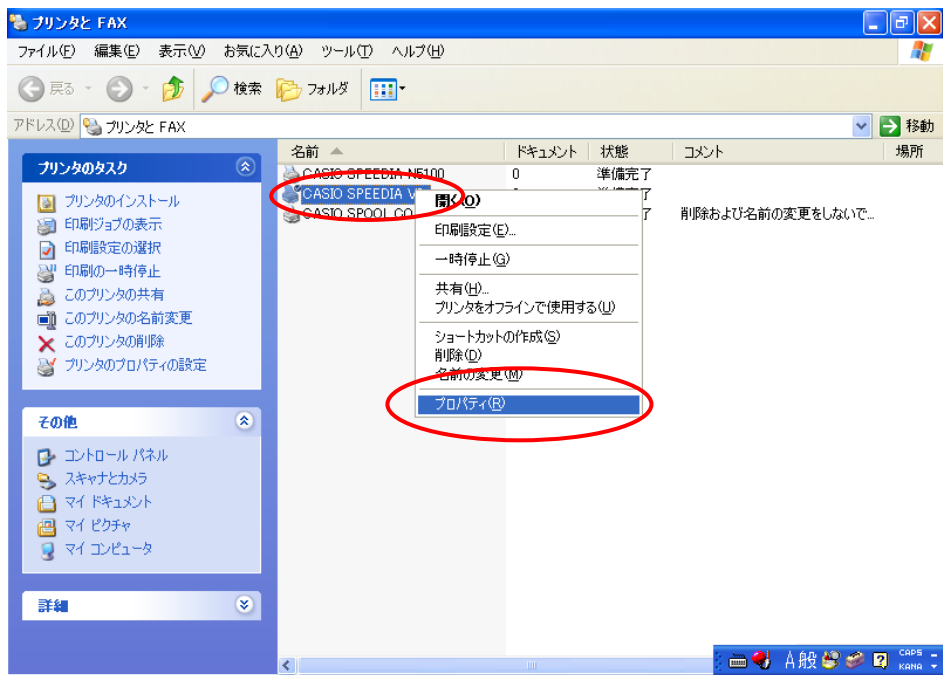 プリンタと FAX
ファイル(F) 編集(E) 表示(V) お気に入り(A) ツール(T) ヘルプ(H)
戻る 検索 フォルダ
アドレス(D) プリンタと FAX 移動
名前 ドキュメント 状態 コメント 場所
CASIO SPEEDIA N5100 0 準備完了
CASIO SPEEDIA
CASIO SPOOL CO 削除および名前の変更をしないで...
プリンタのタスク
プリンタのインストール
印刷ジョブの表示
印刷設定の選択
印刷の一時停止
このプリンタの共有
このプリンタの名前変更
このプリンタの削除
プリンタのプロパティの設定
その他
コントロール パネル
スキャナとカメラ
マイ ドキュメント
マイ ピクチャ
マイ コンピュータ
詳細
開く(O)
印刷設定(E)...
一時停止(G)
共有(H)...
プリンタをオフラインで使用する(U)
ショートカットの作成(S)
削除(D)
名前の変更(M)
プロパティ(R)
A 般 CAPS
KANA